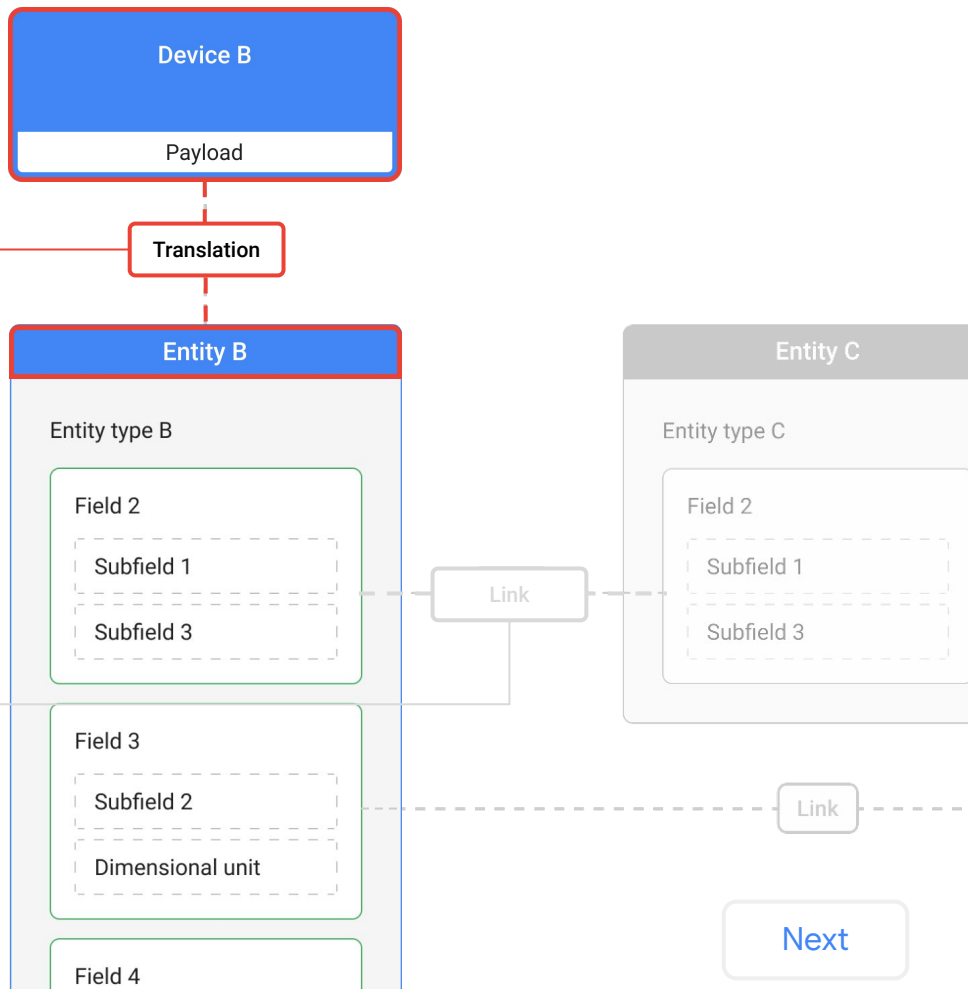 Device B
Payload
Translation
Entity B
Entity type B
Field 2
Subfield 1
Subfield 3
Field 3
Subfield 2
Dimensional unit
Field 4
Link
Entity C
Entity type C
Field 2
Subfield 1
Subfield 3
Link
Next